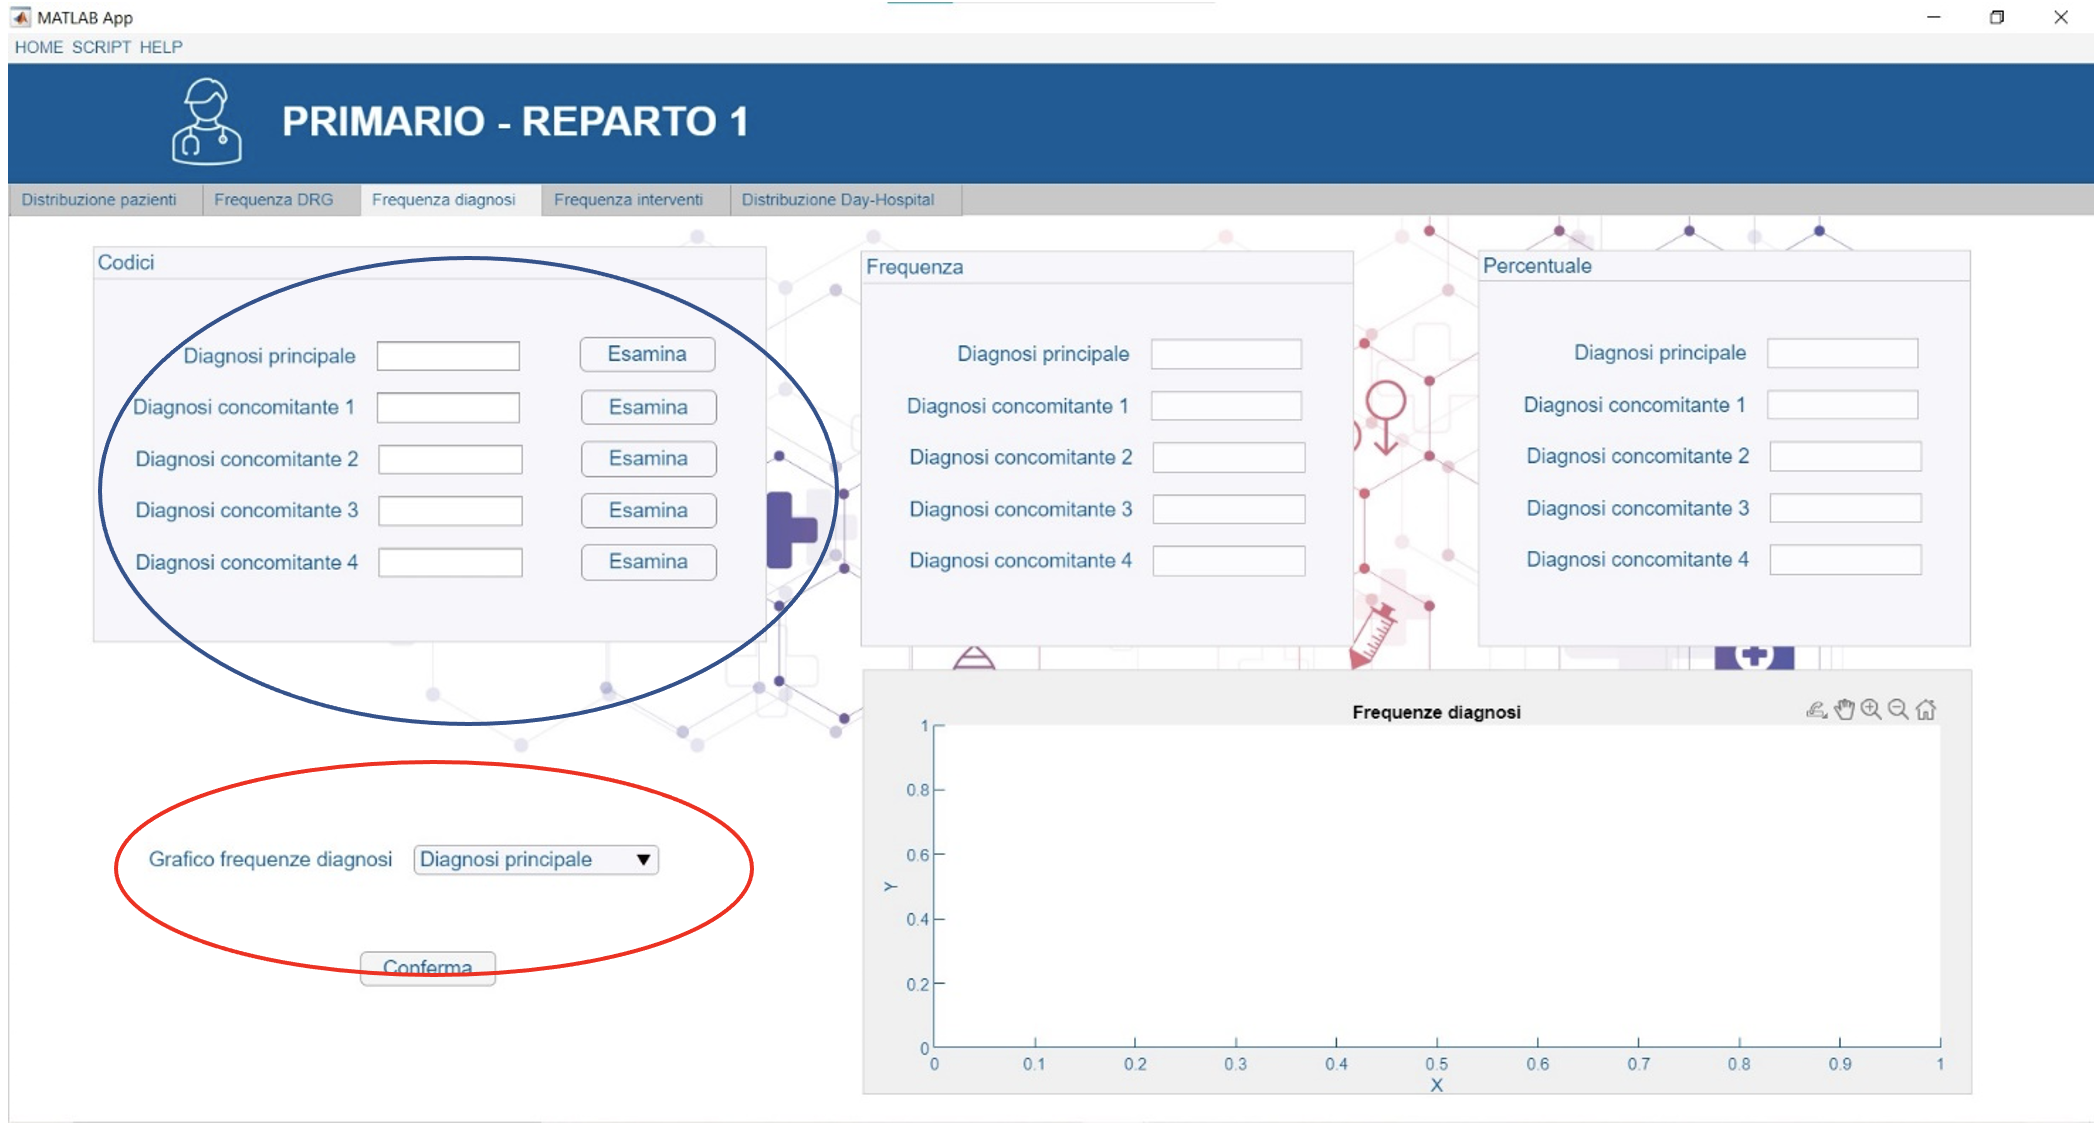 MATLAB App
HOME SCRIPT HELP
PRIMARIO - REPARTO 1
Distribuzione pazienti Frequenza DRG Frequenza diagnosi Frequenza interventi Distribuzione Day-Hospital
Codici
Diagnosi principale Esamina
Diagnosi concomitante 1 Esamina
Diagnosi concomitante 2 Esamina
Diagnosi concomitante 3 Esamina
Diagnosi concomitante 4 Esamina
Frequenza
Diagnosi principale
Diagnosi concomitante 1
Diagnosi concomitante 2
Diagnosi concomitante 3
Diagnosi concomitante 4
Percentuale
Diagnosi principale
Diagnosi concomitante 1
Diagnosi concomitante 2
Diagnosi concomitante 3
Diagnosi concomitante 4
Grafico frequenze diagnosi Diagnosi principale
Conferma
Frequenze diagnosi
1
0.8
0.6
Y
0.4
0.2
0
0 0.1 0.2 0.3 0.4 0.5 0.6 0.7 0.8 0.9 1
X